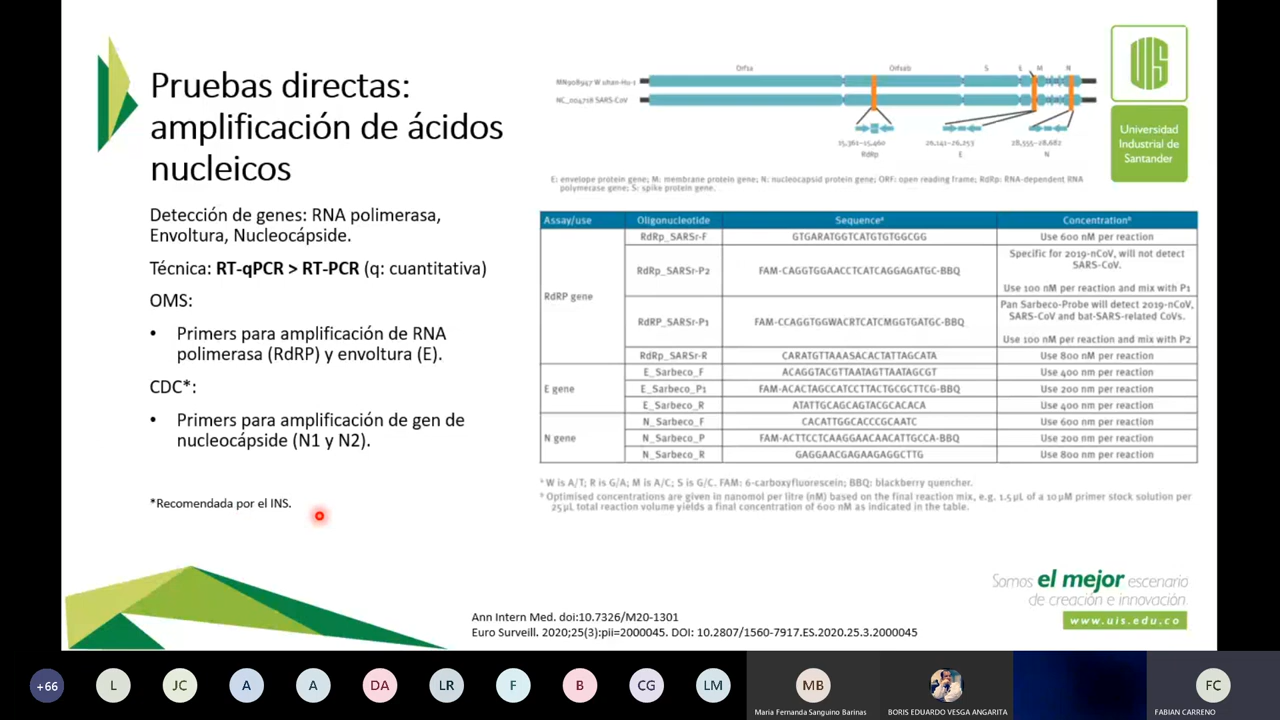 Pruebas directas:
amplificación de ácidos
nucleicos
Detección de genes: RNA polimerasa,
Envoltura, Nucleocápside.
Técnica: RT-qPCR > RT-PCR (q: cuantitativa)
OMS:
• Primers para amplificación de RNA
polimerasa (RdRP) y envoltura (E).
CDC*:
• Primers para amplificación de gen de
nucleocápside (N1 y N2).
*Recomendada por el INS.
Orf1a Orf1ab S E M N
MN908947 Wuhan-Hu-1
NC_004718 SARS-CoV
15,361–15,460 26,141–26,253 28,555–28,682
RdRp E N
E: envelope protein gene; M: membrane protein gene; N: nucleocapsid protein gene; ORF: open reading frame; RdRp: RNA-dependent RNA
polymerase gene; S: spike protein gene.
UIS
Universidad
Industrial de
Santander
Assay/use Oligonucleotide Sequenceᵃ Concentrationᵇ
RdRP gene
RdRp_SARSr-F GTGARATGGTCATGTGTGGCGG Use 600 nM per reaction
RdRp_SARSr-P2 FAM-CAGGTGGAACCTCATCAGGAGATGC-BBQ Specific for 2019-nCoV, will not detect
SARS-CoV.
Use 100 nM per reaction and mix with P1
RdRP_SARSr-P1 FAM-CCAGGTGGWACRTCATCMGGTGATGC-BBQ Pan Sarbeco-Probe will detect 2019-nCoV,
SARS-CoV and bat-SARS-related CoVs.
Use 100 nM per reaction and mix with P2
RdRp_SARSr-R CARATGTTAAASACACTATTAGCATA Use 800 nM per reaction
E gene
E_Sarbeco_F ACAGGTACGTTAATAGTTAATAGCGT Use 400 nM per reaction
E_Sarbeco_P1 FAM-ACACTAGCCATCCTTACTGCGCTTCG-BBQ Use 200 nM per reaction
E_Sarbeco_R ATATTGCAGCAGTACGCACACA Use 400 nM per reaction
N gene
N_Sarbeco_F CACATTGGCACCCGCAATC Use 600 nM per reaction
N_Sarbeco_P FAM-ACTTCCTCAAGGAACAACATTGCCA-BBQ Use 200 nM per reaction
N_Sarbeco_R GAGGAACGAGAAGAGGCTTG Use 800 nM per reaction
ᵃ W is A/T; R is G/A; M is A/C; S is G/C. FAM: 6-carboxyfluorescein; BBQ: blackberry quencher.
ᵇ Optimised concentrations are given in nanomol per litre (nM) based on the final reaction mix, e.g. 1.5 µL of a 10 µM primer stock solution per
25 µL total reaction volume yields a final concentration of 600 nM as indicated in the table.
Somos el mejor escenario
de creación e innovación.
www.uis.edu.co
Ann Intern Med. doi:10.7326/M20-1301
Euro Surveill. 2020;25(3):pii=2000045. DOI: 10.2807/1560-7917.ES.2020.25.3.2000045
+66 L JC A A DA LR F B CG LM MB FC
Maria Fernanda Sanguino Barinas BORIS EDUARDO VESGA ANGARITA FABIAN CARRENO